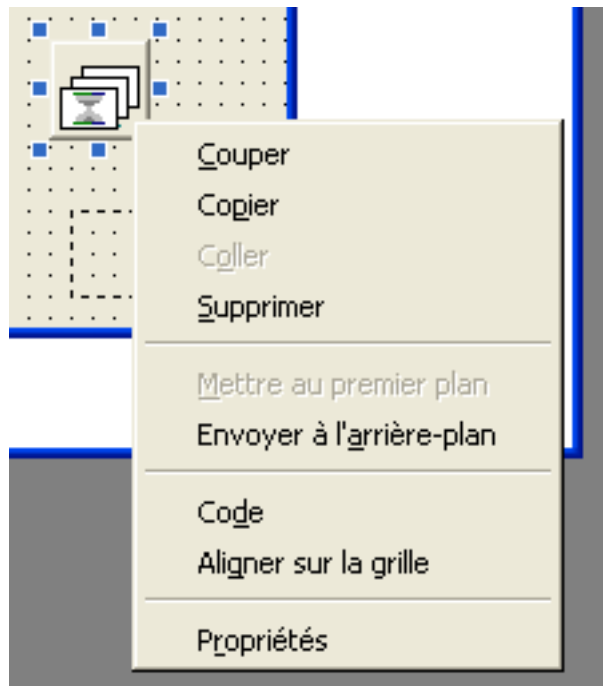 Couper
Copier
Coller
Supprimer
Mettre au premier plan
Envoyer à l'arrière-plan
Code
Aligner sur la grille
Propriétés